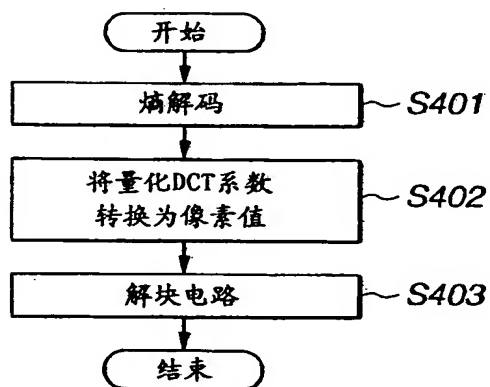 开始
熵解码
S401
将量化DCT系数
转换为像素值
S402
解块电路
S403
结束